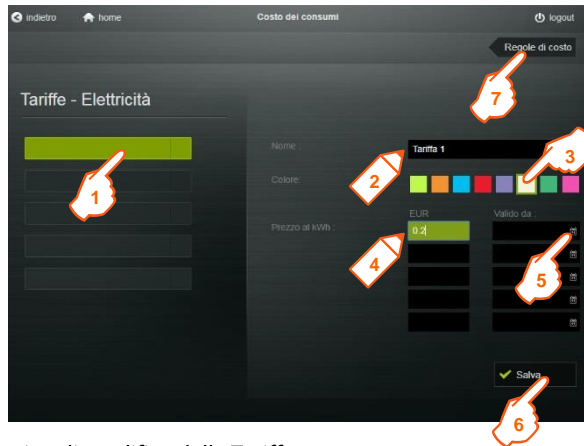 indietro home Costo dei consumi logout
Regole di costo
7
Tariffe - Elettricità
1
Nome :
2
Tariffa 1
3
Colore:
EUR Valido da :
Prezzo al kWh :
0.2
4
5
Salva
6